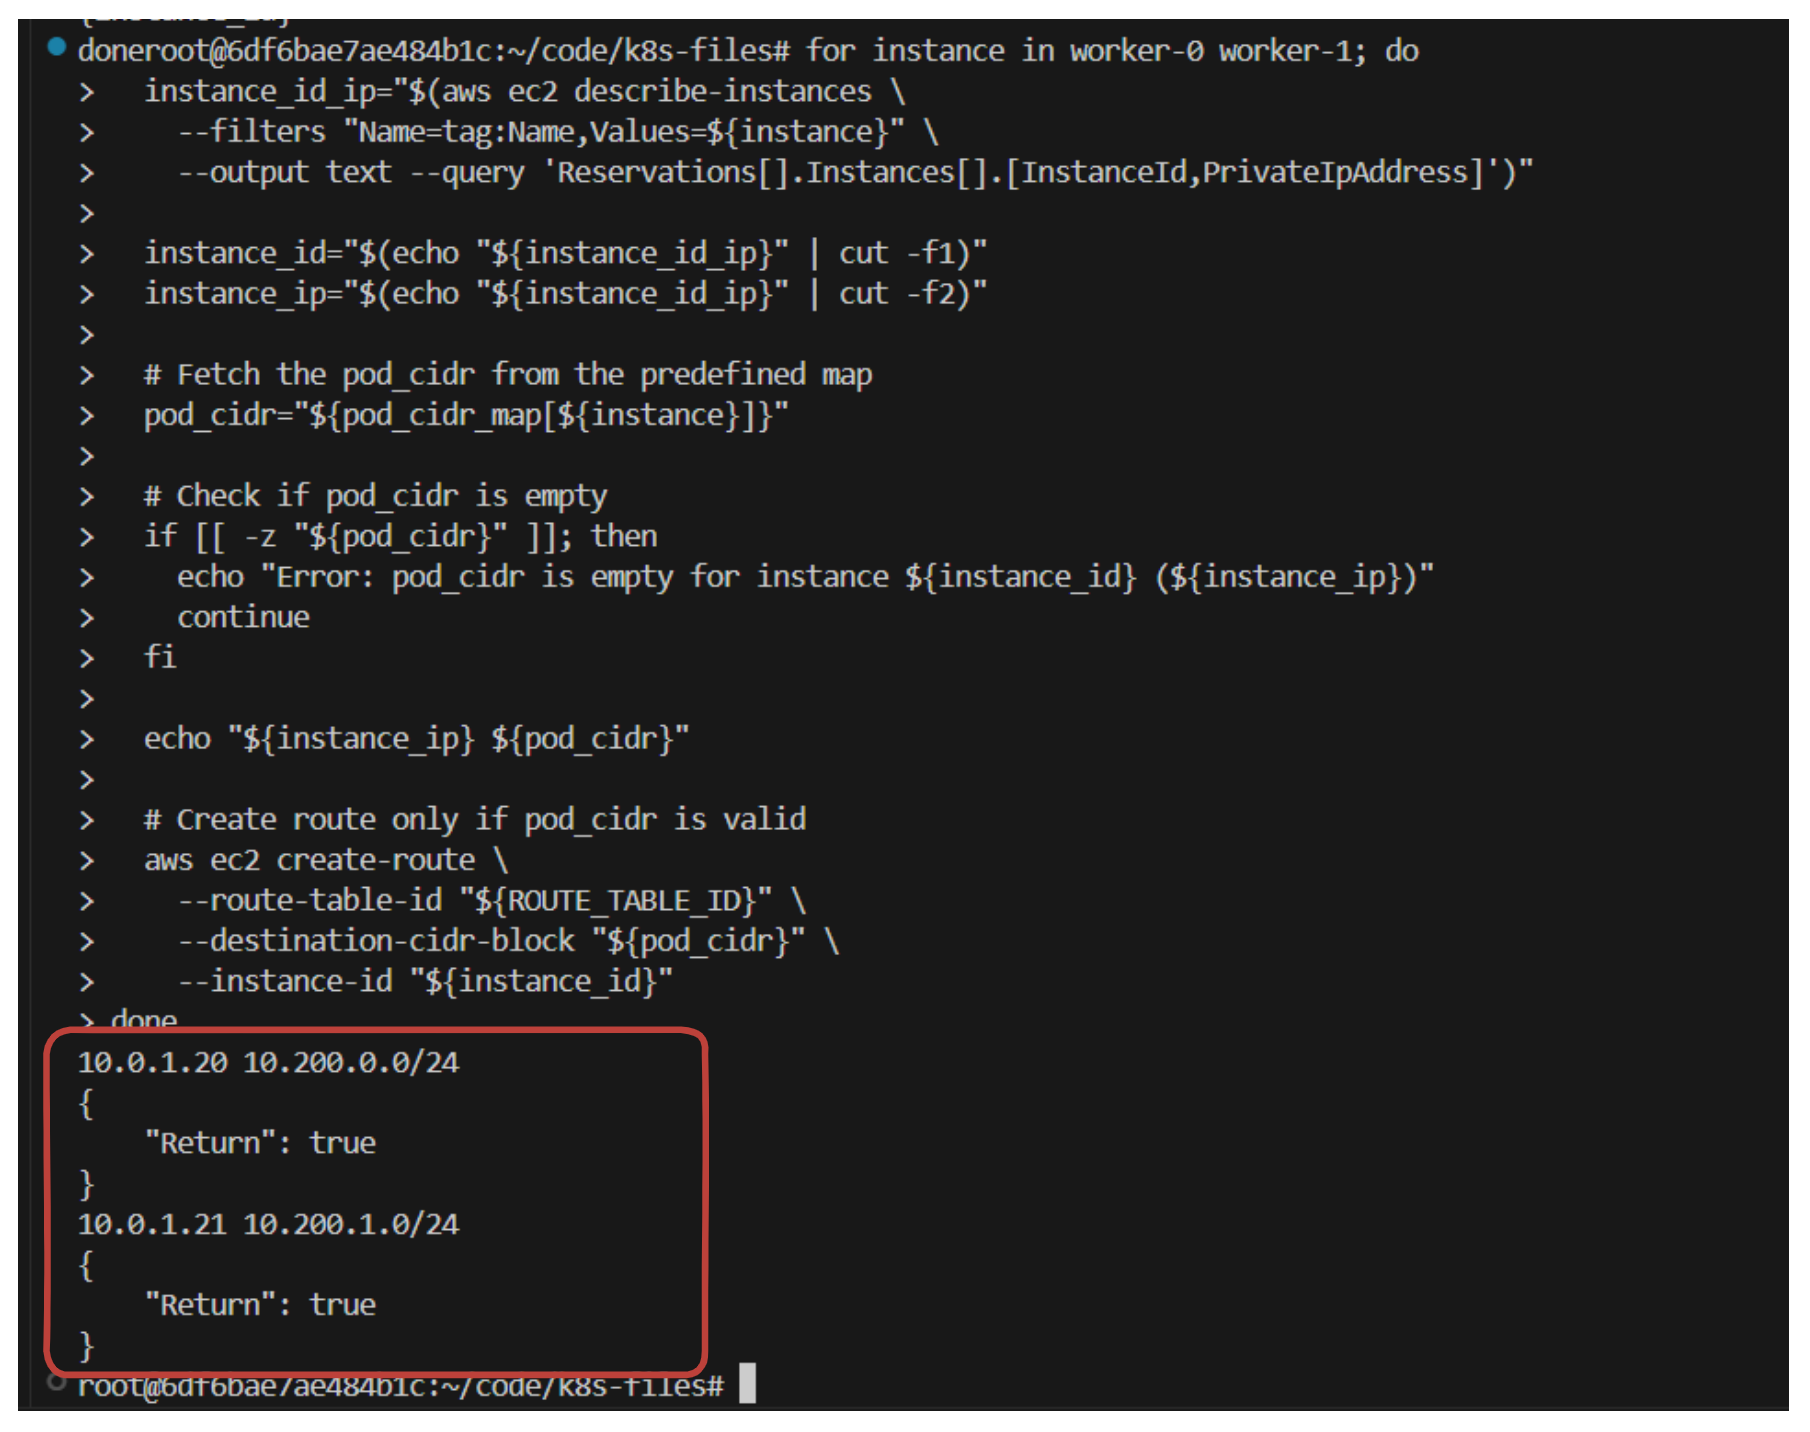 doneroot@6df6bae7ae484b1c:~/code/k8s-files# for instance in worker-0 worker-1; do
>   instance_id_ip="$(aws ec2 describe-instances \
>     --filters "Name=tag:Name,Values=${instance}" \
>     --output text --query 'Reservations[].Instances[].[InstanceId,PrivateIpAddress]')"
>
>   instance_id="$(echo "${instance_id_ip}" | cut -f1)"
>   instance_ip="$(echo "${instance_id_ip}" | cut -f2)"
>
>   # Fetch the pod_cidr from the predefined map
>   pod_cidr="${pod_cidr_map[${instance}]}"
>
>   # Check if pod_cidr is empty
>   if [[ -z "${pod_cidr}" ]]; then
>     echo "Error: pod_cidr is empty for instance ${instance_id} (${instance_ip})"
>     continue
>   fi
>
>   echo "${instance_ip} ${pod_cidr}"
>
>   # Create route only if pod_cidr is valid
>   aws ec2 create-route \
>     --route-table-id "${ROUTE_TABLE_ID}" \
>     --destination-cidr-block "${pod_cidr}" \
>     --instance-id "${instance_id}"
> done
10.0.1.20 10.200.0.0/24
{
    "Return": true
}
10.0.1.21 10.200.1.0/24
{
    "Return": true
}
root@6df6bae7ae484b1c:~/code/k8s-files#